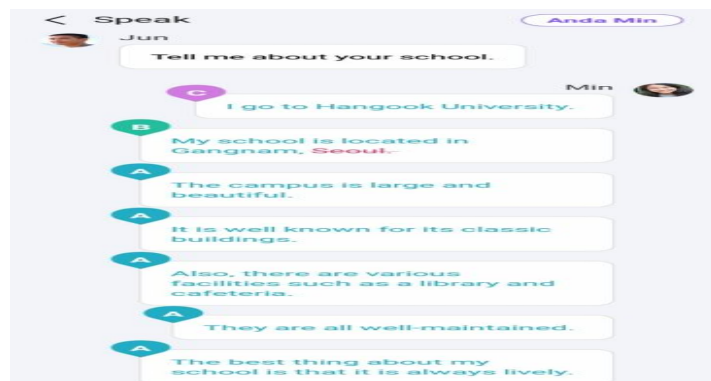 < Speak
Anda Min
Jun
Tell me about your school.
Min
C
I go to Hangook University.
B
My school is located in
Gangnam, Seoul.
A
The campus is large and
beautiful.
A
It is well known for its classic
buildings.
A
Also, there are various
facilities such as a library and
cafeteria.
A
They are all well-maintained.
A
The best thing about my
school is that it is always lively.